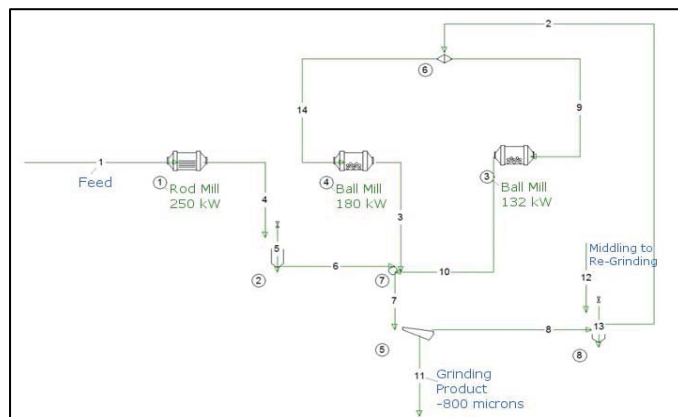 2
6
14
9
1
Feed
1
Rod Mill
250 kW
4
Ball Mill
180 kW
3
Ball Mill
132 kW
4
3
5
2
6
7
10
Middling to
Re-Grinding
12
7
5
8
13
8
11
Grinding
Product
-800 microns